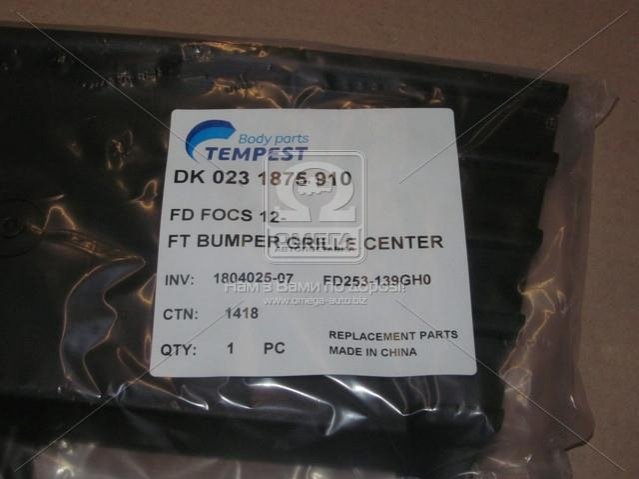 Body parts
TEMPEST
DK 023 1875 910
FD FOCS 12-
АВТОМАГАЗИНИ
FT BUMPER GRILLE CENTER
INV: 1804025-07 FD253-139GH0
Нам з Вами по дорозі!
www.omega-auto.biz
CTN: 1418
REPLACEMENT PARTS
QTY: 1 PC MADE IN CHINA